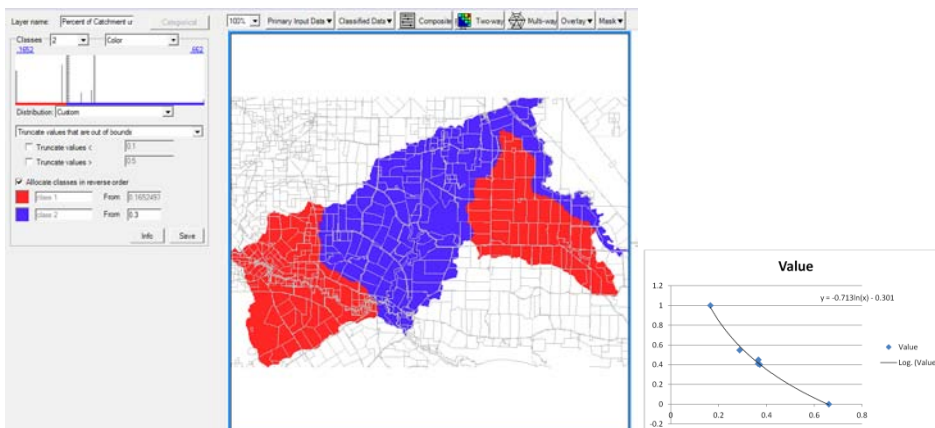 Layer name: Percent of Catchment ur Categorical
Classes 2 Color
.1652 .662
Distribution: Custom
Truncate values that are out of bounds
Truncate values < 0.1
Truncate values > 0.5
Allocate classes in reverse order
class 1 From 0.1652497
class 2 From 0.3
Info Save
100% Primary Input Data Classified Data Composite Two-way Multi-way Overlay Mask
Value
y = -0.713ln(x) - 0.301
1.2
1
0.8
0.6
0.4
0.2
0
-0.2
0 0.2 0.4 0.6 0.8
Value
Log. (Value